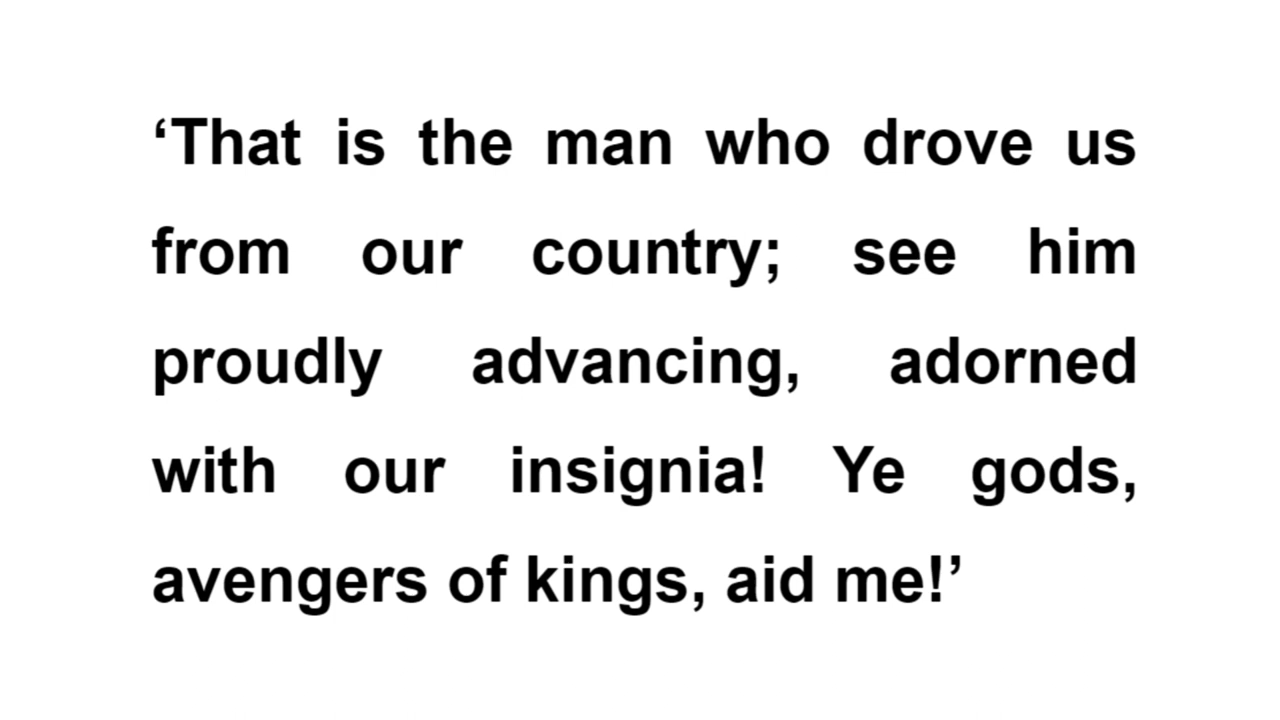 ‘That is the man who drove us
from our country; see him
proudly advancing, adorned
with our insignia! Ye gods,
avengers of kings, aid me!’